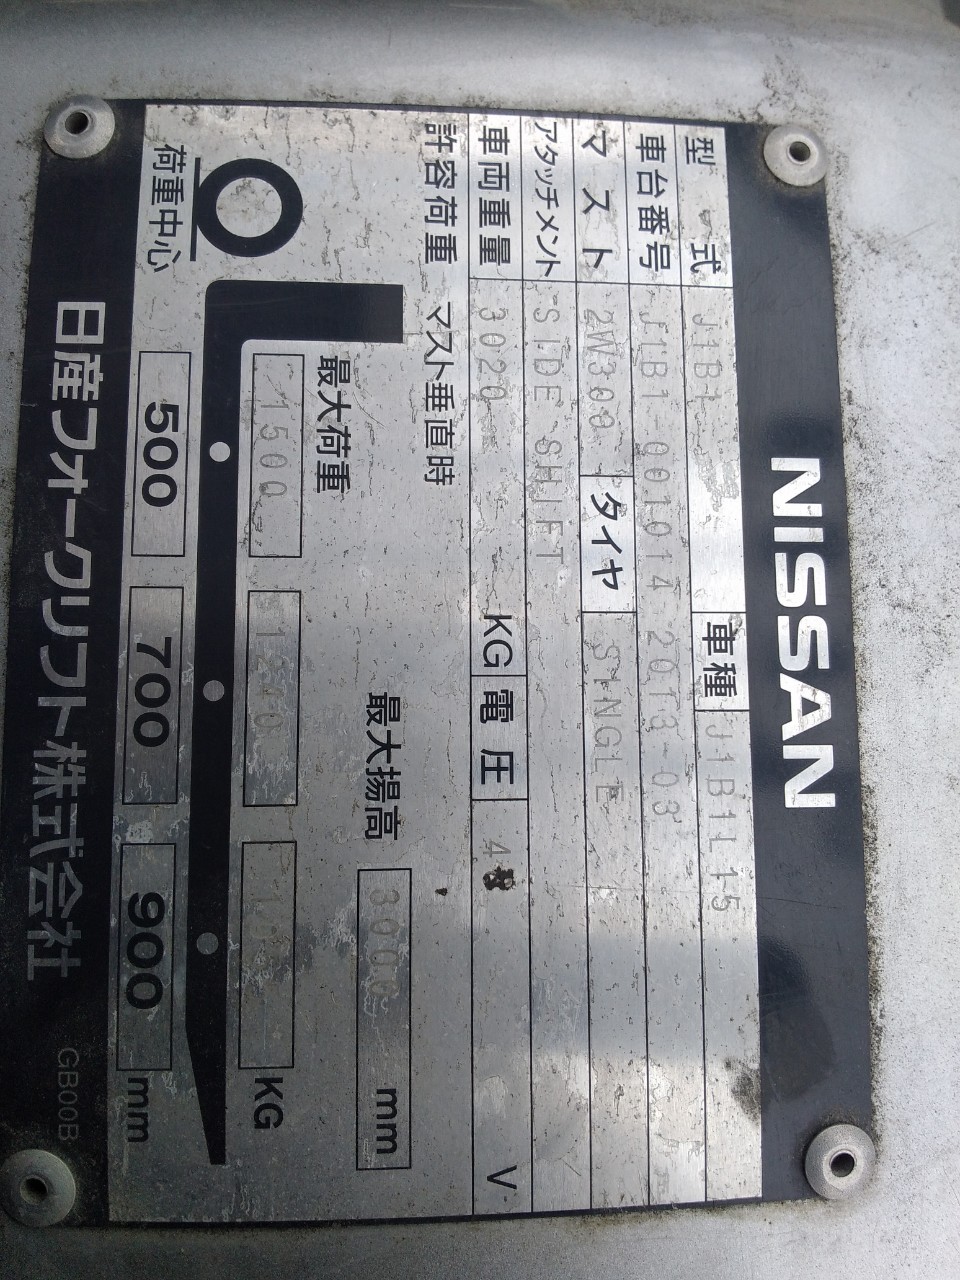 NISSAN
型式 J1B1 車種 U1B1L15
車台番号 J1B1-001014 2013-03
マスト 2W300 タイヤ SINGLE
アタッチメント SIDE SHIFT
車両重量 3020 KG 電圧 V
許容荷重 マスト垂直時
最大揚高 3000 mm
最大荷重
1500 KG
500 700 900 mm
荷重中心
日産フォークリフト株式会社 GB00B